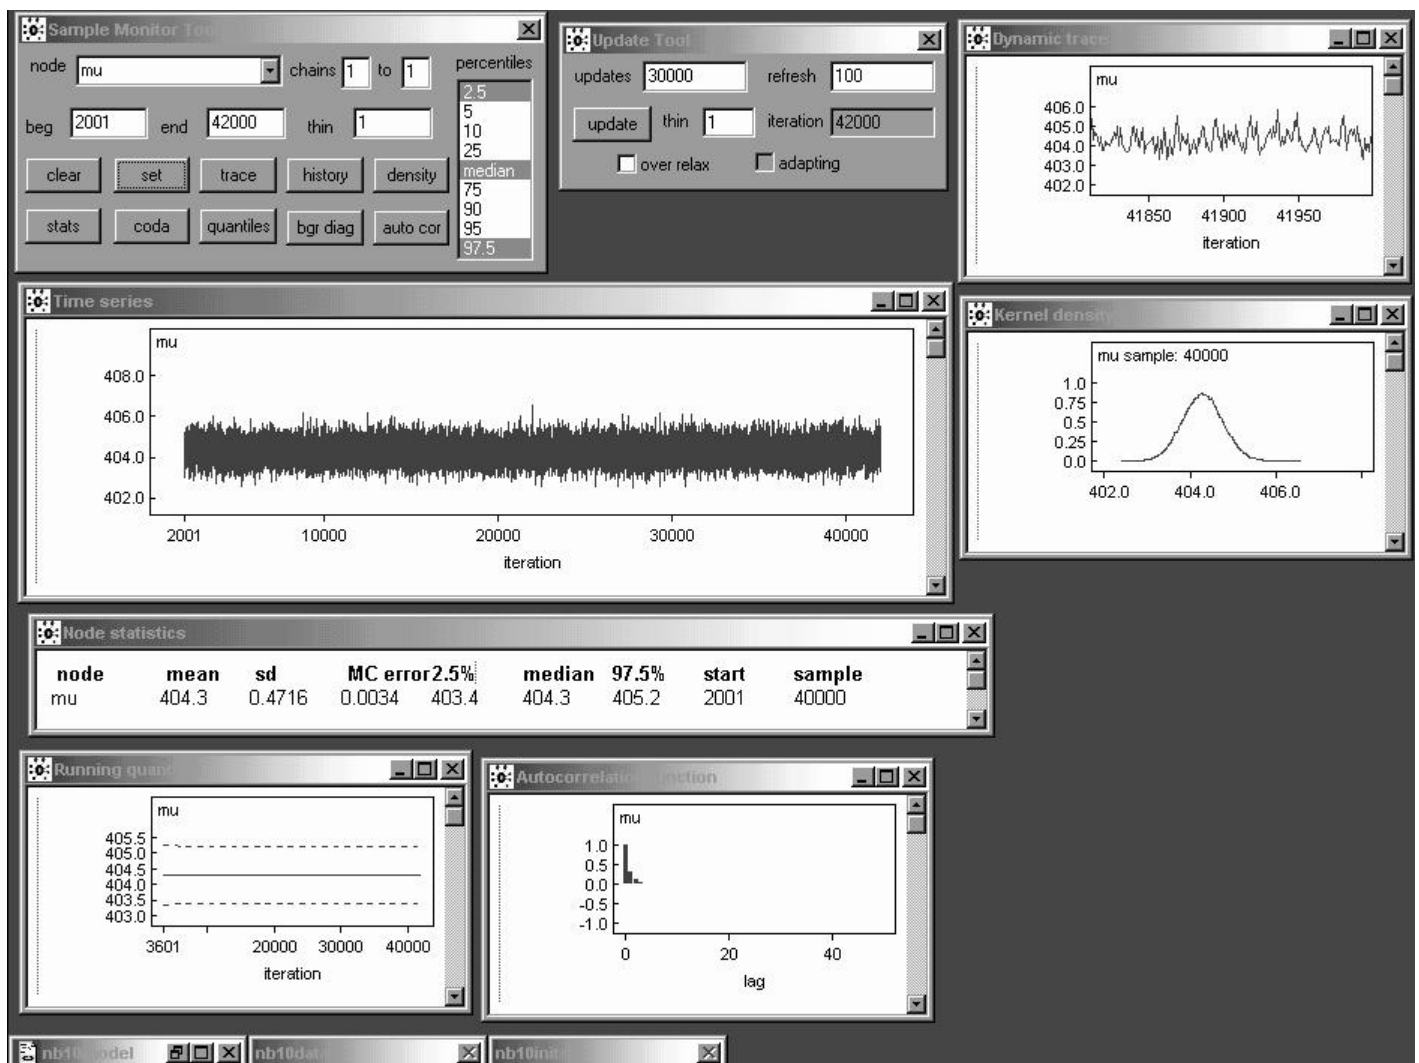 Sample Monitor Tool
node mu chains 1 to 1 percentiles
2.5
5
10
25
median
75
90
95
97.5
beg 2001 end 42000 thin 1
clear set trace history density
stats coda quantiles bgr diag auto cor
Update Tool
updates 30000 refresh 100
update thin 1 iteration 42000
over relax adapting
Dynamic trace
mu
406.0
405.0
404.0
403.0
402.0
41850 41900 41950
iteration
Time series
mu
408.0
406.0
404.0
402.0
2001 10000 20000 30000 40000
iteration
Kernel density
mu sample: 40000
1.0
0.75
0.5
0.25
0.0
402.0 404.0 406.0
Node statistics
node mean sd MC error 2.5% median 97.5% start sample
mu 404.3 0.4716 0.0034 403.4 404.3 405.2 2001 40000
Running quan
mu
405.5
405.0
404.5
404.0
403.5
403.0
3601 20000 30000 40000
iteration
Autocorrelation function
mu
1.0
0.5
0.0
-0.5
-1.0
0 20 40
lag
nb10model nb10data nb10init